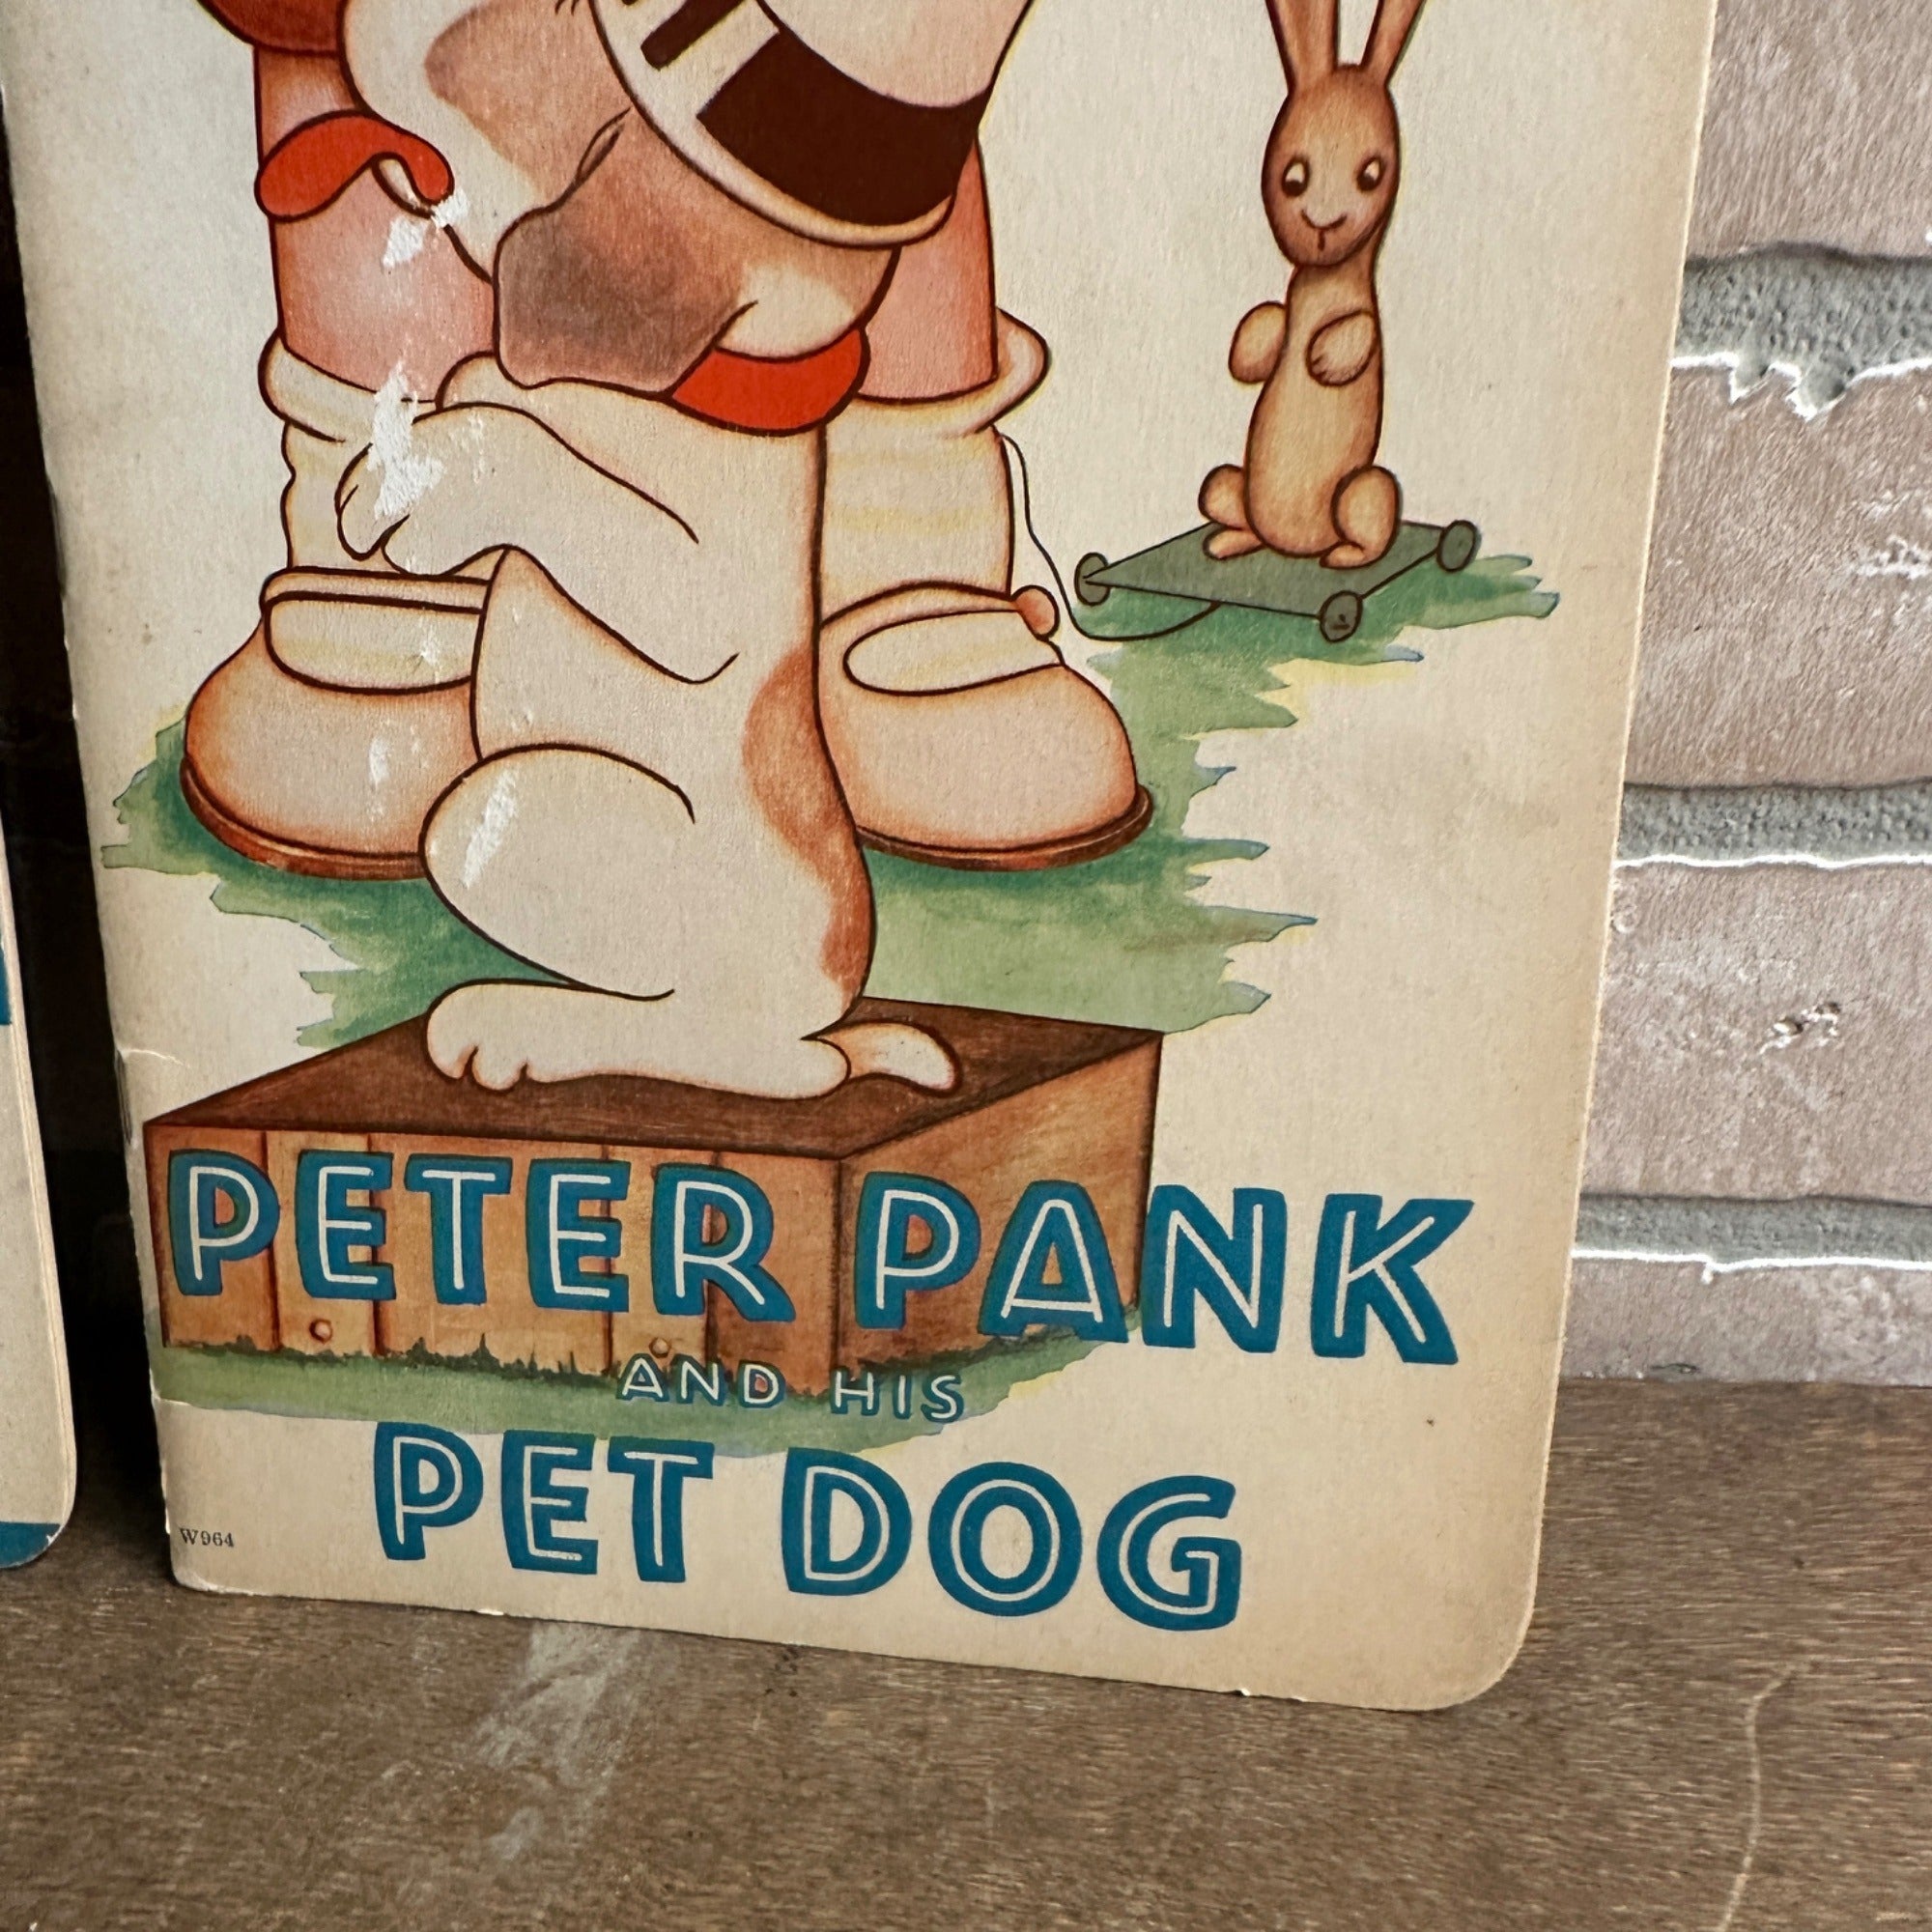 PETER PANK
AND HIS
PET DOG
W964